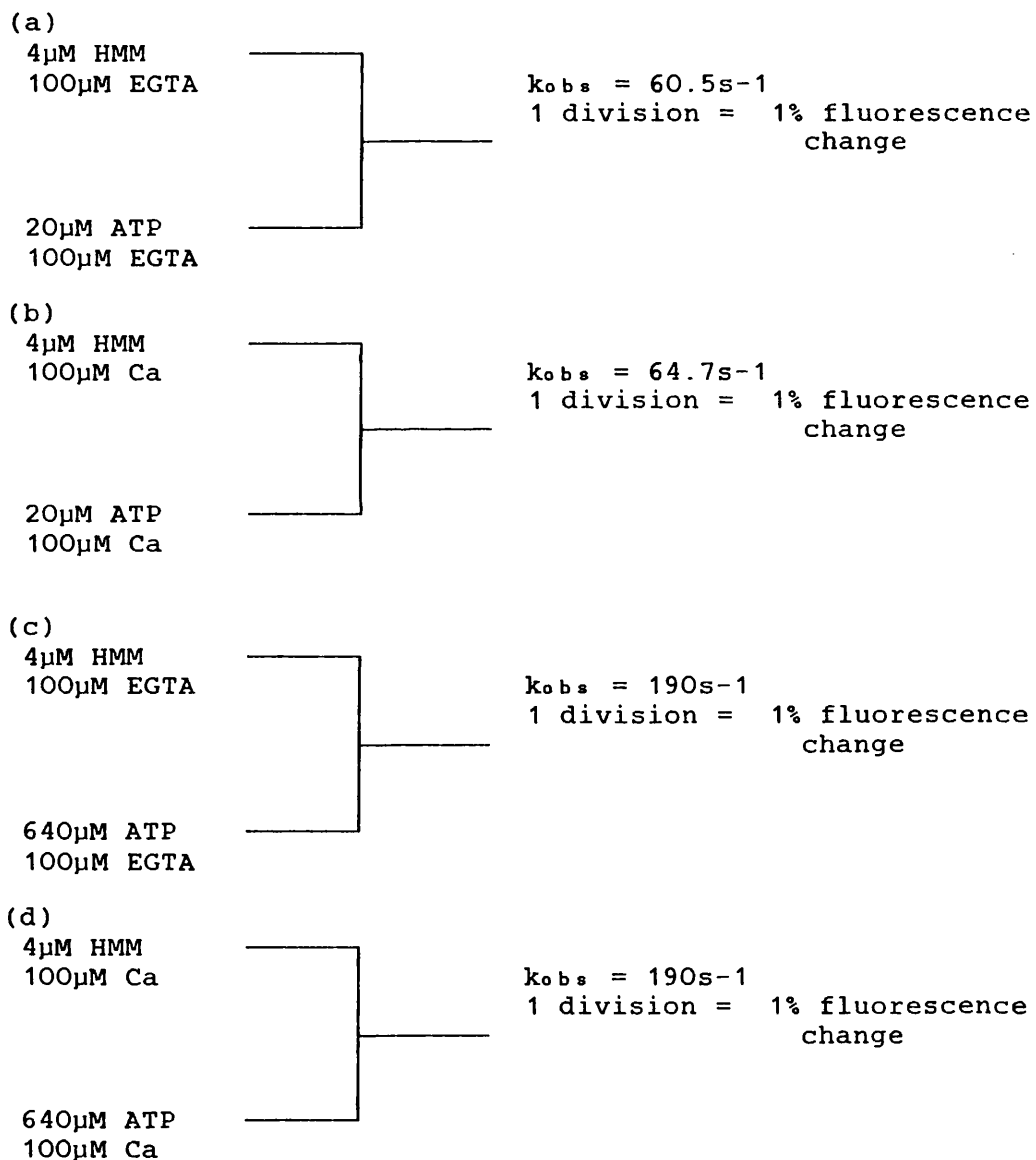 (a)
4µM HMM
100µM EGTA
kobs = 60.5s-1
1 division = 1% fluorescence
change
20µM ATP
100µM EGTA
(b)
4µM HMM
100µM Ca
kobs = 64.7s-1
1 division = 1% fluorescence
change
20µM ATP
100µM Ca
(c)
4µM HMM
100µM EGTA
kobs = 190s-1
1 division = 1% fluorescence
change
640µM ATP
100µM EGTA
(d)
4µM HMM
100µM Ca
kobs = 190s-1
1 division = 1% fluorescence
change
640µM ATP
100µM Ca